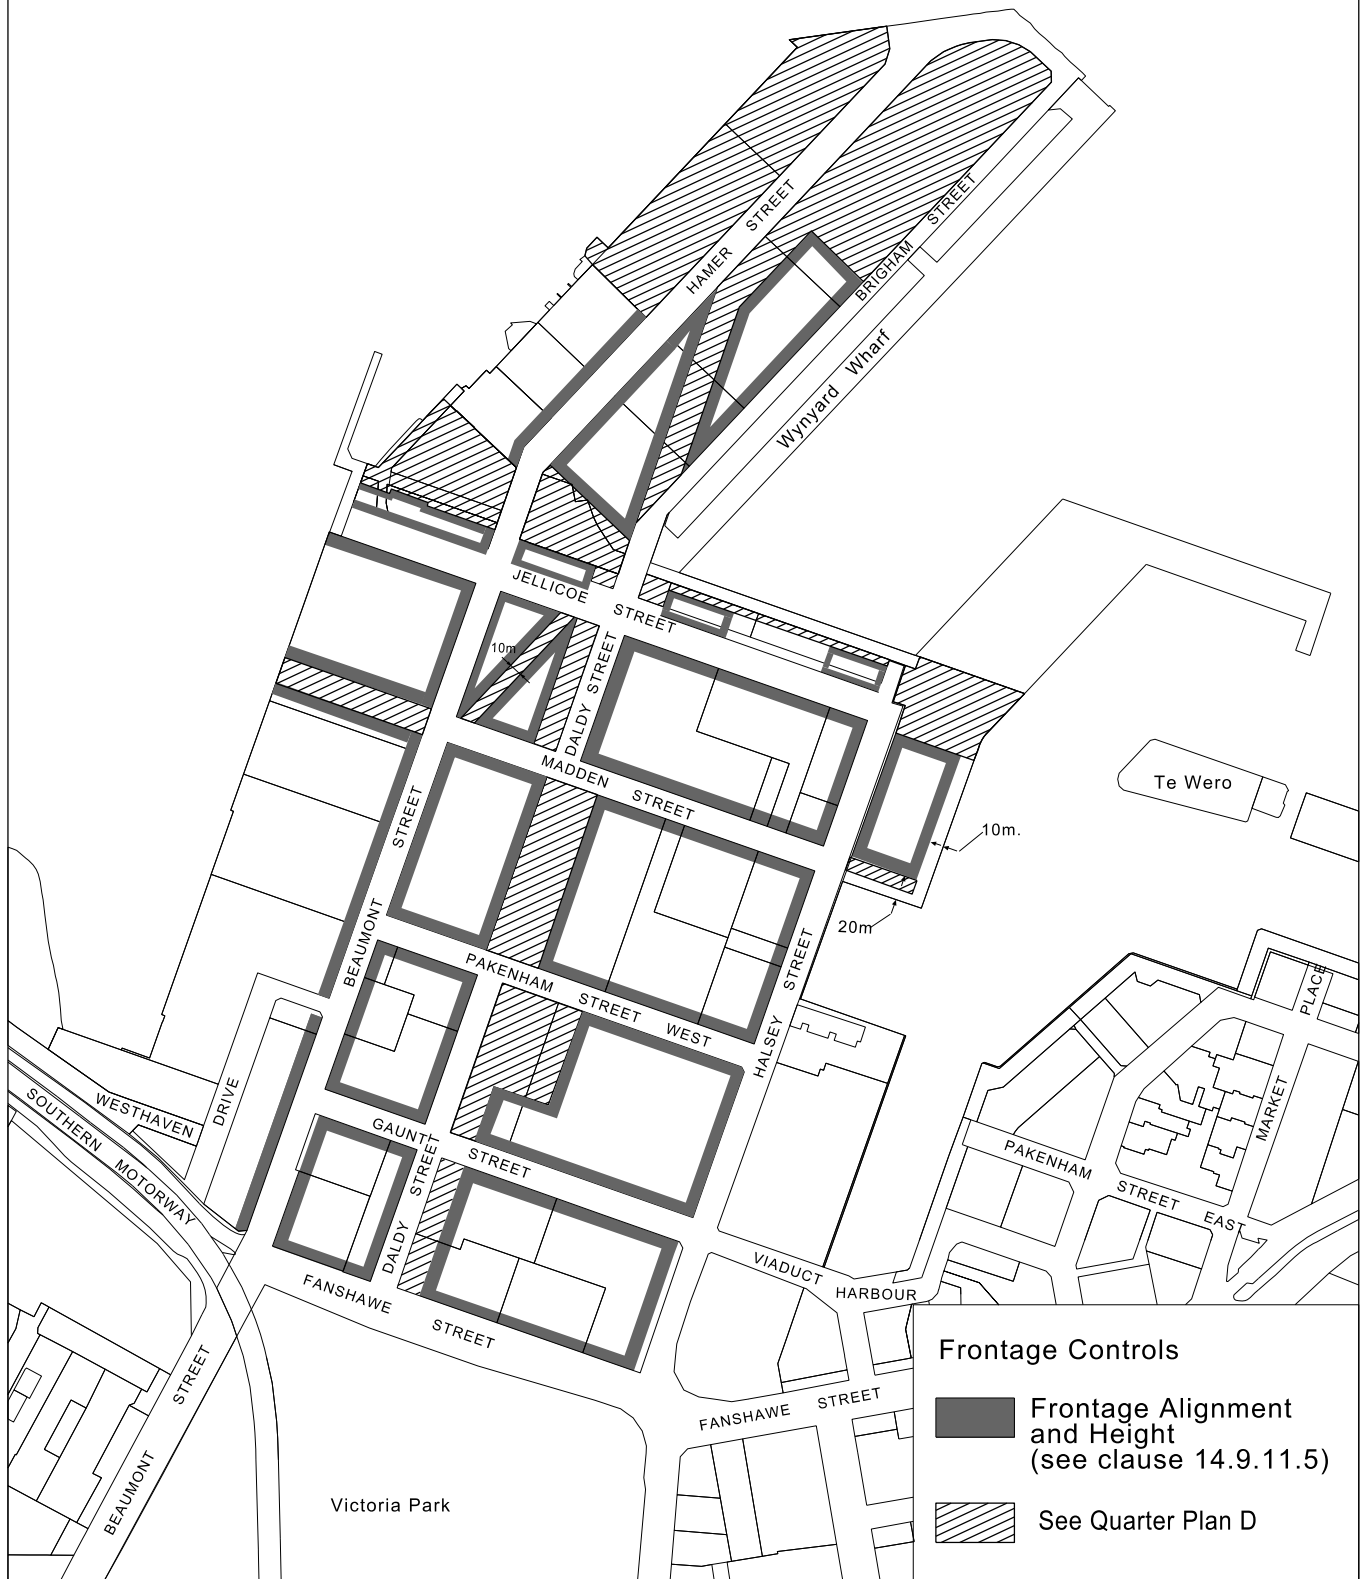 HAMER STREET
BRIGHAM STREET
Wynyard Wharf
JELLICOE STREET
10m
DALDY STREET
MADDEN STREET
Te Wero
10m.
20m
BEAUMONT STREET
PAKENHAM STREET WEST
HALSEY STREET
PLACE
MARKET
WESTHAVEN
DRIVE
SOUTHERN MOTORWAY
GAUNT STREET
DALDY STREET
PAKENHAM STREET EAST
FANSHAWE STREET
VIADUCT HARBOUR
BEAUMONT STREET
FANSHAWE STREET
Victoria Park
Frontage Controls
Frontage Alignment
and Height
(see clause 14.9.11.5)
See Quarter Plan D